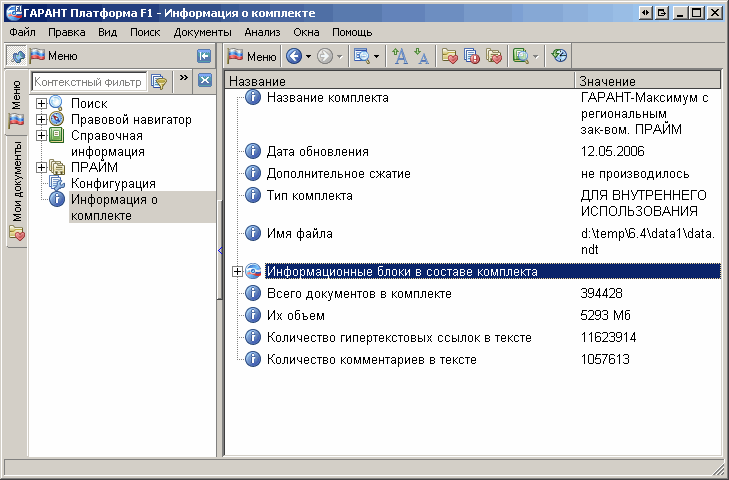 ГАРАНТ Платформа F1 - Информация о комплекте
Файл Правка Вид Поиск Документы Анализ Окна Помощь
Меню
Меню
Контекстный фильтр
»
Меню
Мои документы
Поиск
Правовой навигатор
Справочная
информация
ПРАЙМ
Конфигурация
Информация о
комплекте
Название Значение
Название комплекта ГАРАНТ-Максимум с
региональным
зак-вом. ПРАЙМ
Дата обновления 12.05.2006
Дополнительное сжатие не производилось
Тип комплекта ДЛЯ ВНУТРЕННЕГО
ИСПОЛЬЗОВАНИЯ
Имя файла d:\temp\6.4\data1\data.
ndt
Информационные блоки в составе комплекта
Всего документов в комплекте 394428
Их объем 5293 Мб
Количество гипертекстовых ссылок в тексте 11623914
Количество комментариев в тексте 1057613